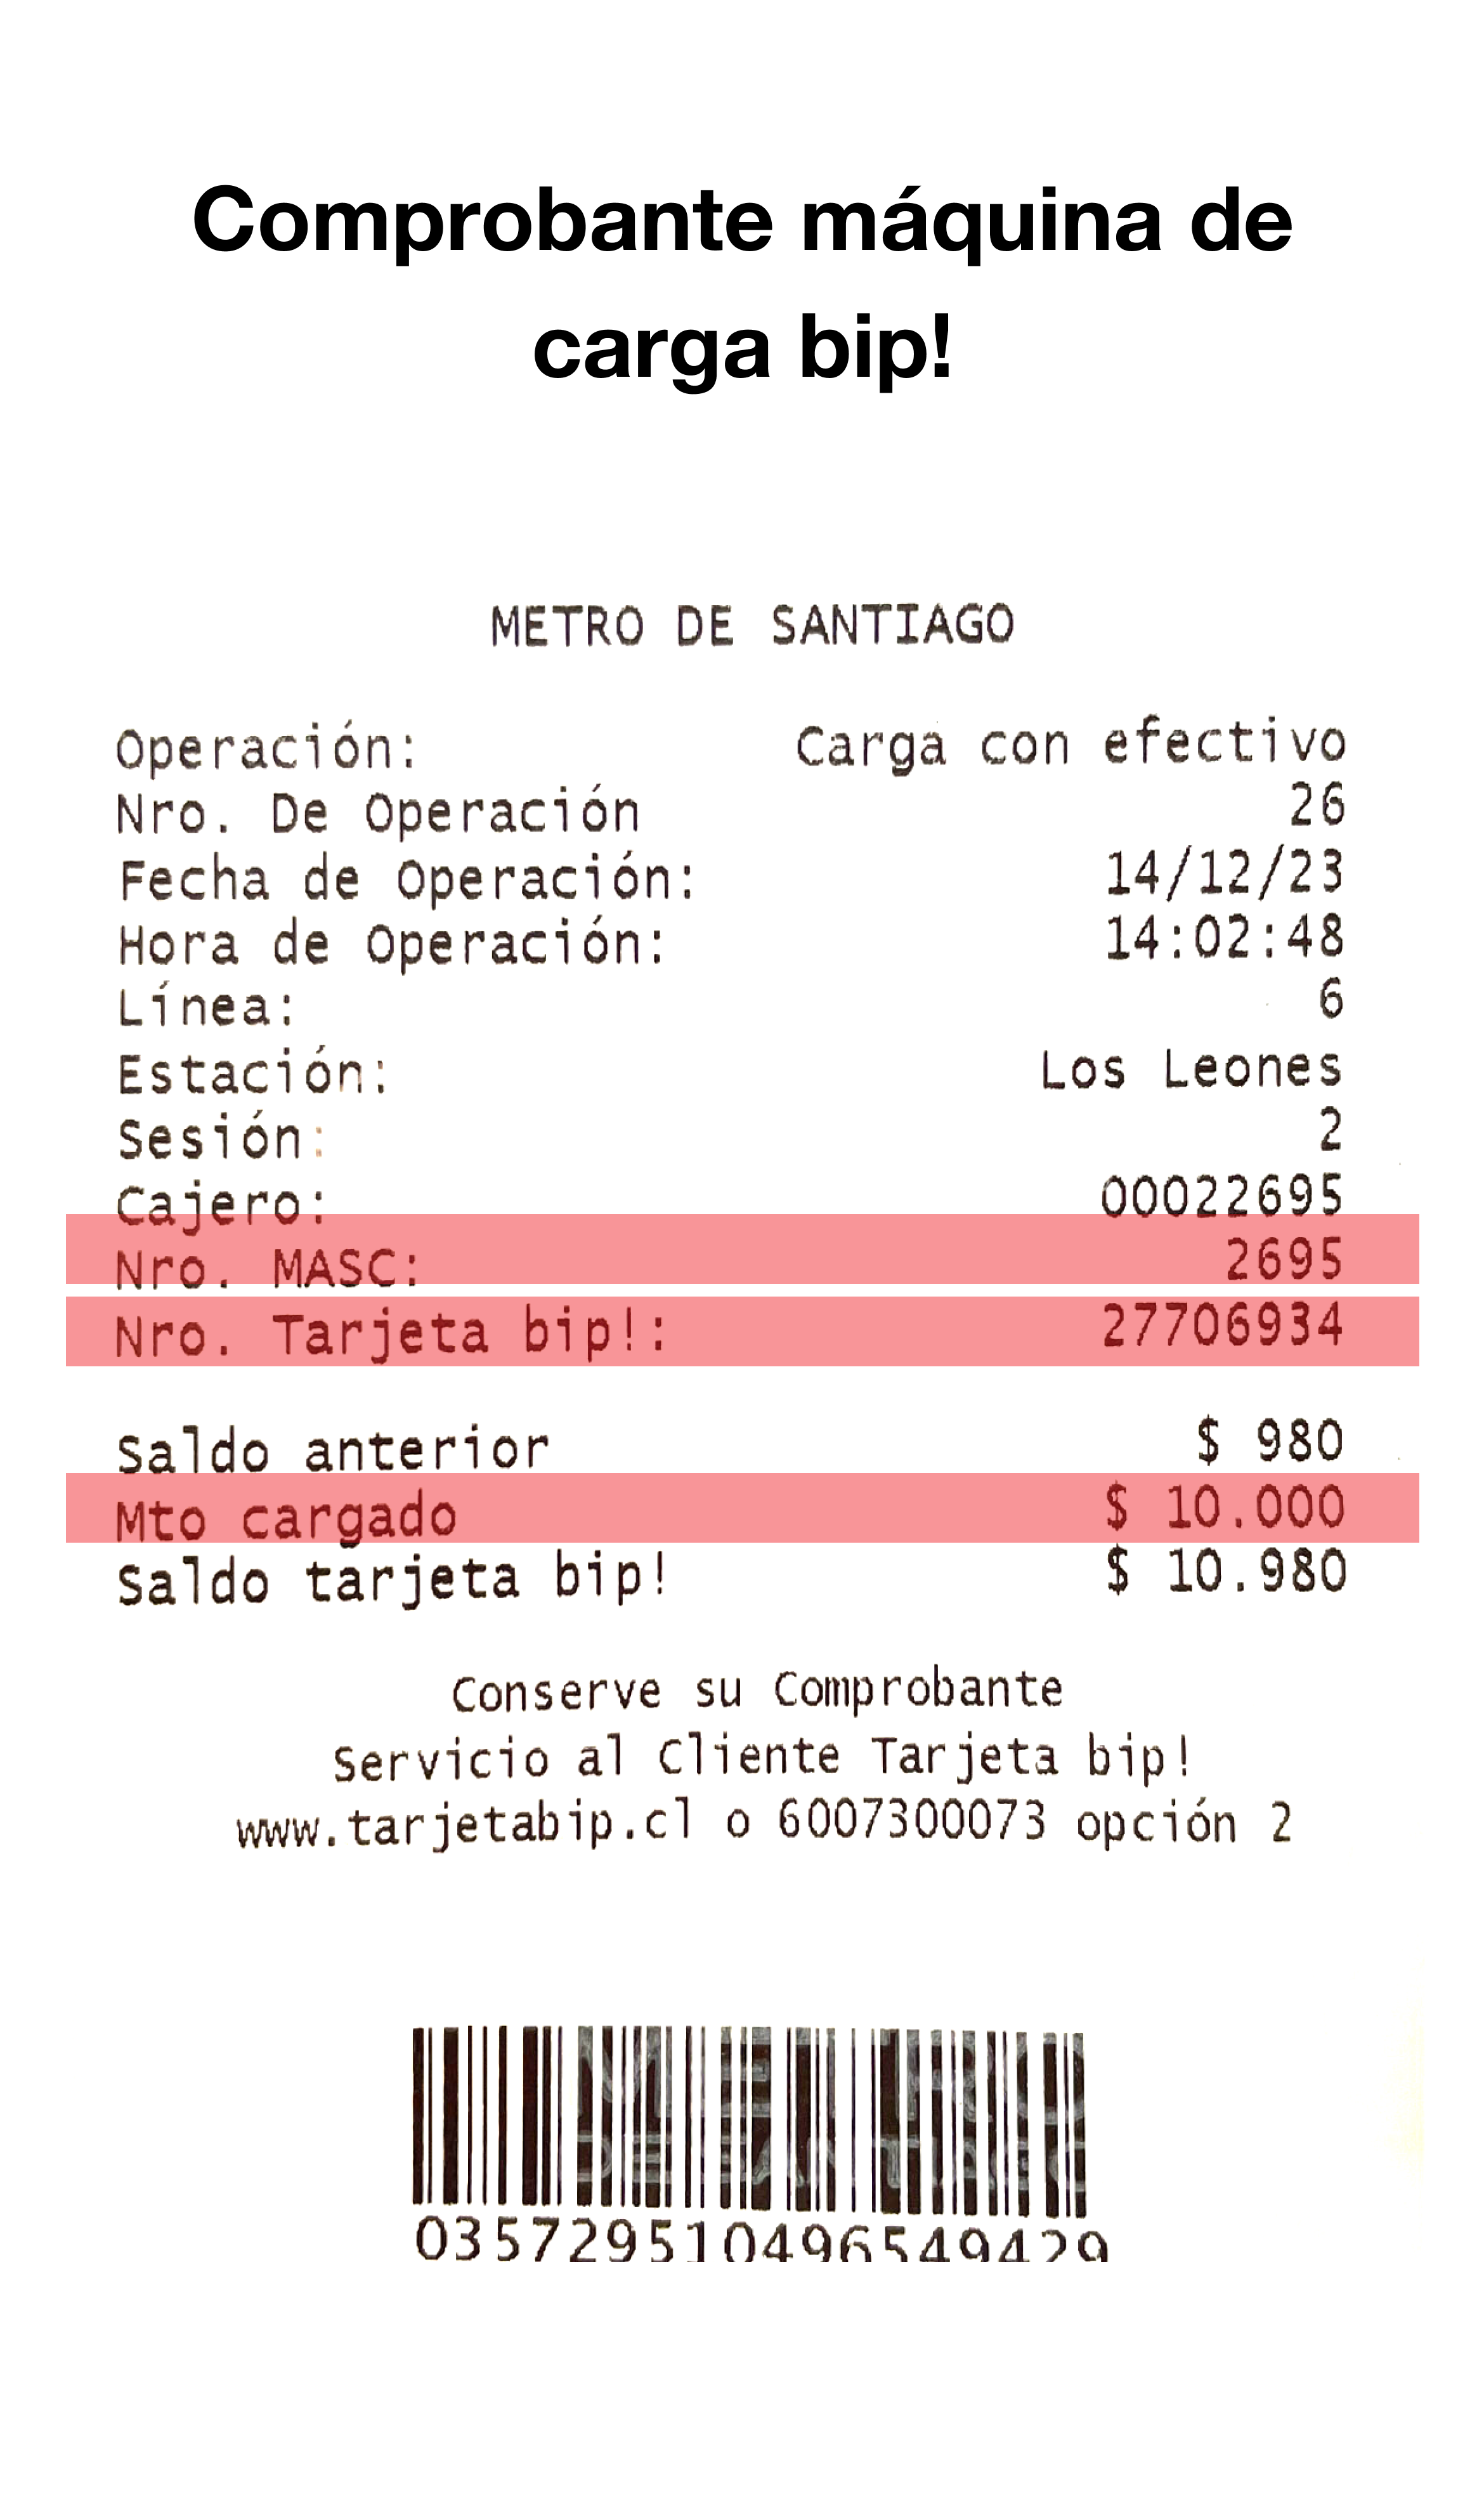 Comprobante máquina de
carga bip!
METRO DE SANTIAGO
Operación: Carga con efectivo
Nro. De Operación 26
Fecha de Operación: 14/12/23
Hora de Operación: 14:02:48
Línea: 6
Estación: Los Leones
Sesión: 2
Cajero: 00022695
Nro. MASC: 2695
Nro. Tarjeta bip!: 27706934
Saldo anterior $ 980
Mto cargado $ 10.000
Saldo tarjeta bip! $ 10.980
Conserve su Comprobante
Servicio al Cliente Tarjeta bip!
www.tarjetabip.cl o 6007300073 opción 2
035729510496549429